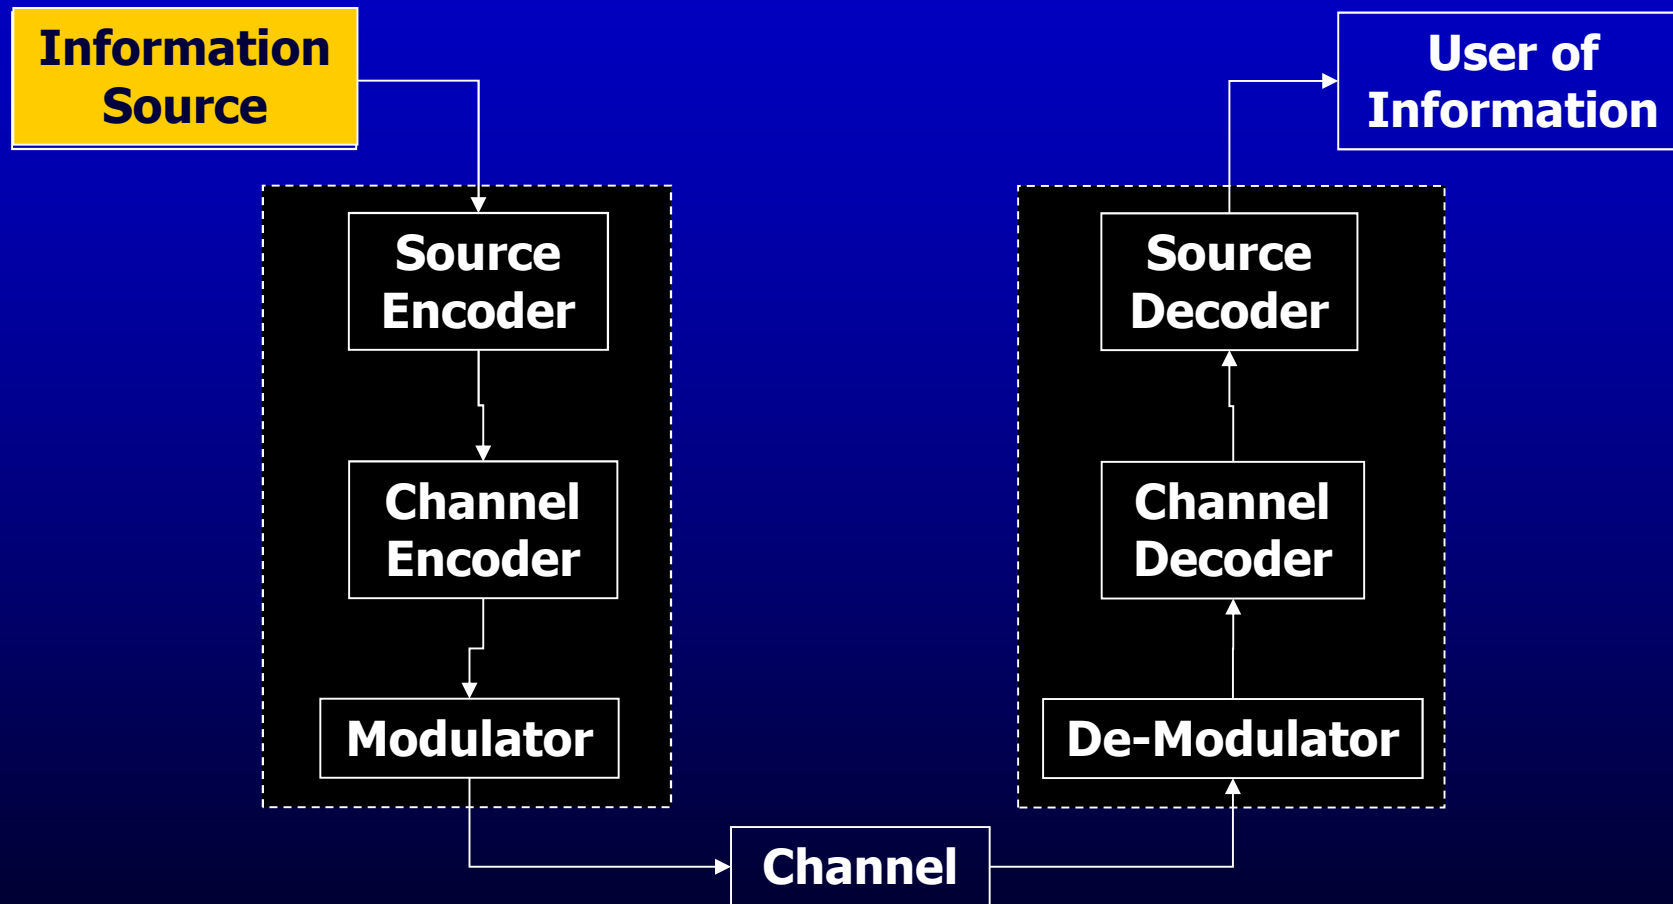 Information
Source
User of
Information
Source
Encoder
Source
Decoder
Channel
Encoder
Channel
Decoder
Modulator
De-Modulator
Channel